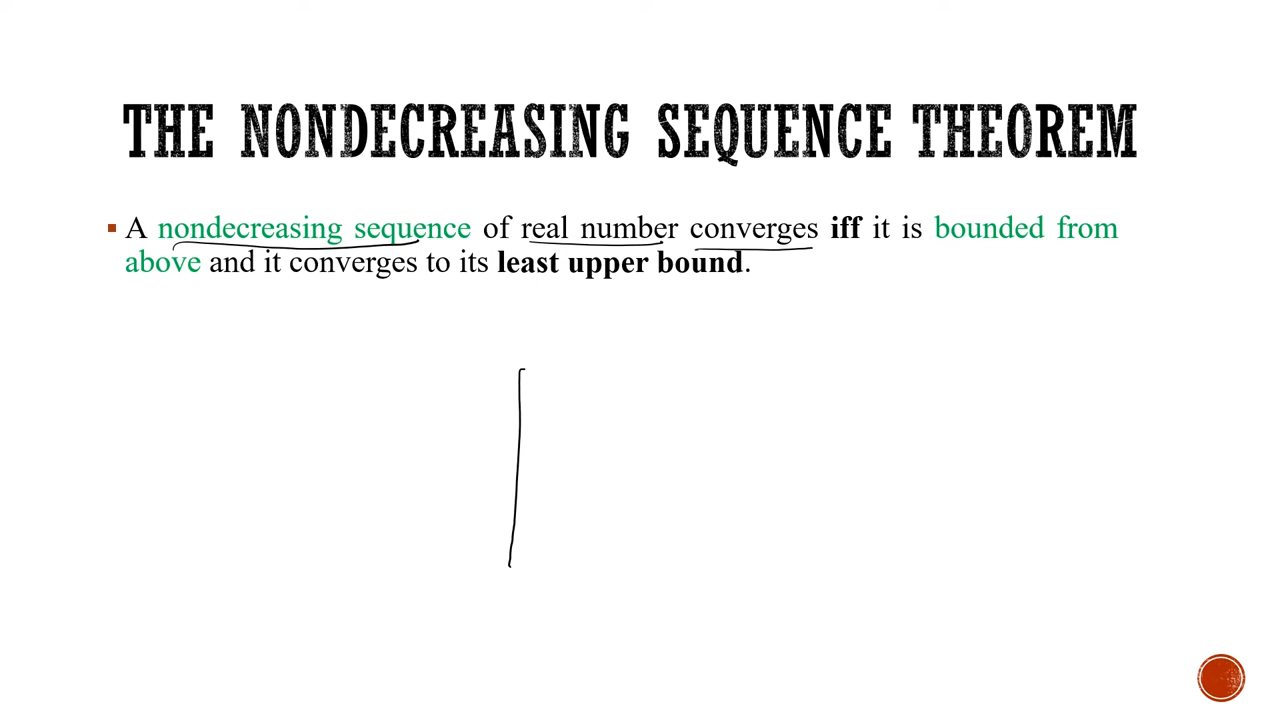 THE NONDECREASING SEQUENCE THEOREM
A nondecreasing sequence of real number converges iff it is bounded from
above and it converges to its least upper bound.